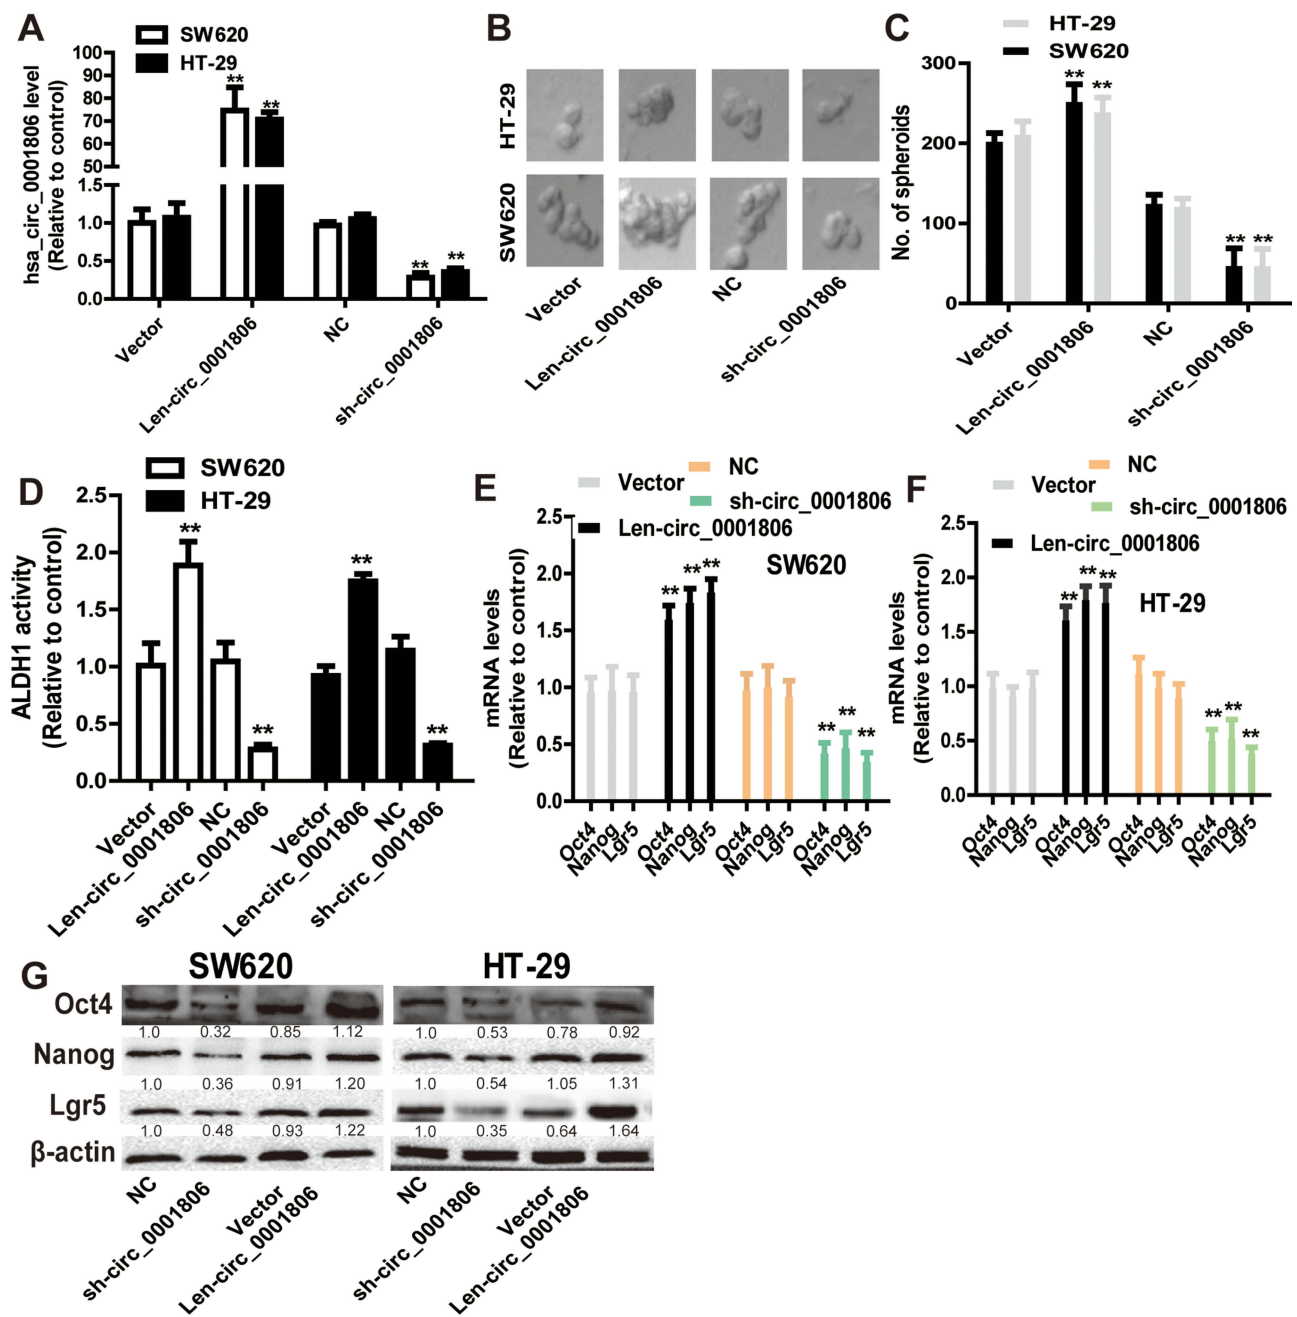 A
SW620
HT-29
hsa_circ_0001806 level
(Relative to control)
100
90
80
70
60
50
1.5
1.0
0.5
0.0
**
**
**
**
Vector
Len-circ_0001806
NC
sh-circ_0001806
B
HT-29
SW620
Vector
Len-circ_0001806
NC
sh-circ_0001806
C
HT-29
SW620
No. of spheroids
300
200
100
0
**
**
**
**
Vector
Len-circ_0001806
NC
sh-circ_0001806
D
SW620
HT-29
ALDH1 activity
(Relative to control)
2.5
2.0
1.5
1.0
0.5
0.0
**
**
**
**
Vector
Len-circ_0001806
NC
sh-circ_0001806
Vector
Len-circ_0001806
NC
sh-circ_0001806
E
Vector
NC
sh-circ_0001806
Len-circ_0001806
SW620
mRNA levels
(Relative to control)
2.5
2.0
1.5
1.0
0.5
0.0
** ** **
** ** **
Oct4 Nanog Lgr5 Oct4 Nanog Lgr5 Oct4 Nanog Lgr5 Oct4 Nanog Lgr5
F
Vector
NC
sh-circ_0001806
Len-circ_0001806
HT-29
mRNA levels
(Relative to control)
2.5
2.0
1.5
1.0
0.5
0.0
** ** **
** ** **
Oct4 Nanog Lgr5 Oct4 Nanog Lgr5 Oct4 Nanog Lgr5 Oct4 Nanog Lgr5
G
SW620 HT-29
Oct4
1.0 0.32 0.85 1.12 1.0 0.53 0.78 0.92
Nanog
1.0 0.36 0.91 1.20 1.0 0.54 1.05 1.31
Lgr5
1.0 0.48 0.93 1.22 1.0 0.35 0.64 1.64
β-actin
NC
sh-circ_0001806
Vector
Len-circ_0001806
NC
sh-circ_0001806
Vector
Len-circ_0001806